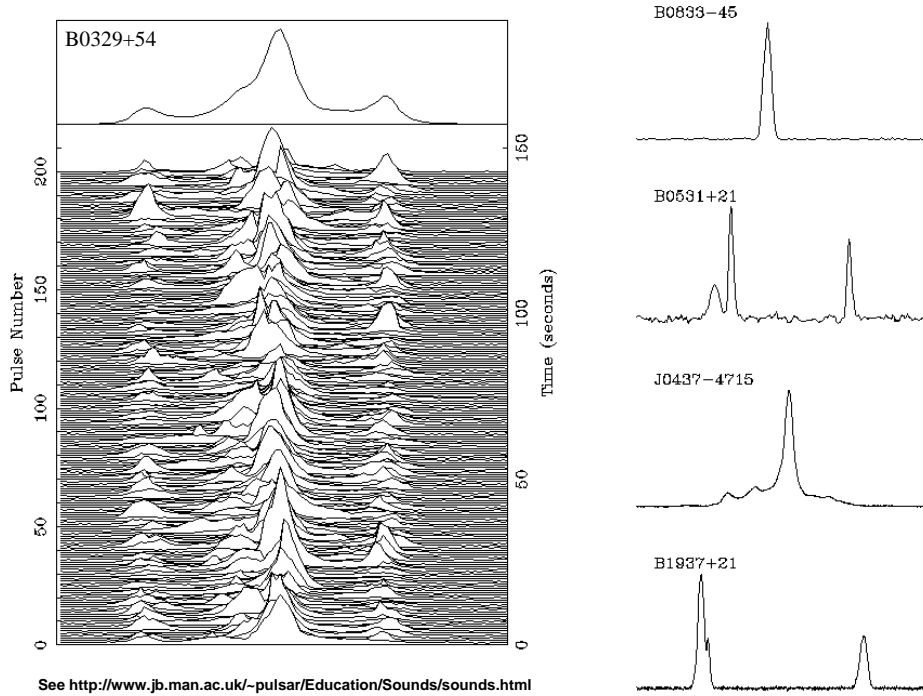 B0329+54
200
150
100
50
0
Pulse Number
150
100
50
0
Time (seconds)
B0833-45
B0531+21
J0437-4715
B1937+21
See http://www.jb.man.ac.uk/~pulsar/Education/Sounds/sounds.html